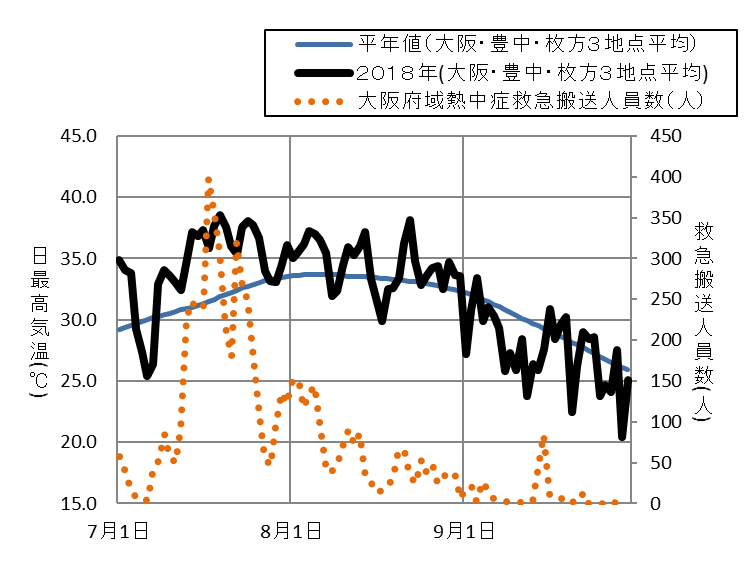 平年値(大阪・豊中・枚方3地点平均)
2018年(大阪・豊中・枚方3地点平均)
大阪府域熱中症救急搬送人員数(人)
45.0
40.0
35.0
30.0
25.0
20.0
15.0
日最高気温(℃)
450
400
350
300
250
200
150
100
50
0
救急搬送人員数(人)
7月1日
8月1日
9月1日